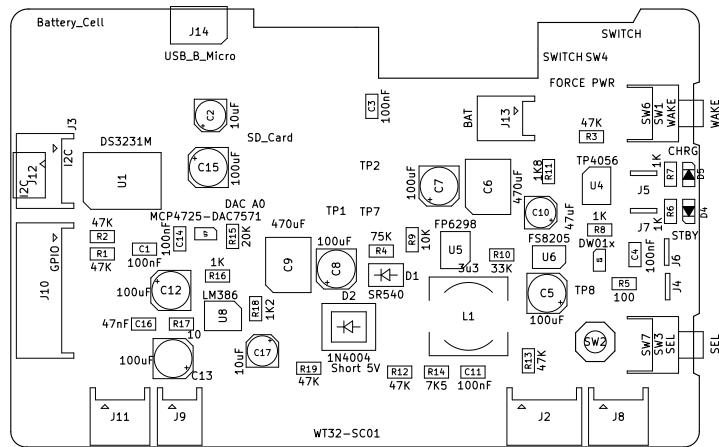 Battery_Cell
J14
USB_B_Micro
SWITCH
SWITCH SW4
FORCE PWR
C2
10uF
C3
100nF
BAT
J13
SW6
SW1
WAKE
WAKE
47K
R3
SD_Card
J3
I2C
J12
I2C
DS3231M
U1
C15
100uF
TP2
100uF
C7
C6
470uF
1K8
R11
TP4056
U4
CHRG
1K
R7
D5
J5
DAC A0
MCP4725-DAC7571
TP1
TP7
C10
47uF
1K
R8
J7
1K
R6
D4
STBY
GPIO
J10
47K
R2
R1
47K
C1
100nF
100nF
C14
R15
20K
470uF
C9
100uF
C8
75K
R4
R9
10K
FP6298
U5
R10
33K
FS8205
U6
DW01x
C4
100nF
J6
J4
R5
100
1K
R16
D1
SR540
3u3
L1
C5
100uF
TP8
100uF
C12
LM386
U8
R18
1K2
D2
1N4004
Short 5V
47nF
C16
R17
10
SW2
SW7
SW3
SEL
SEL
100uF
C13
10uF
C17
R19
47K
R12
47K
R14
7K5
C11
100nF
R13
47K
J11
J9
WT32-SC01
J2
J8